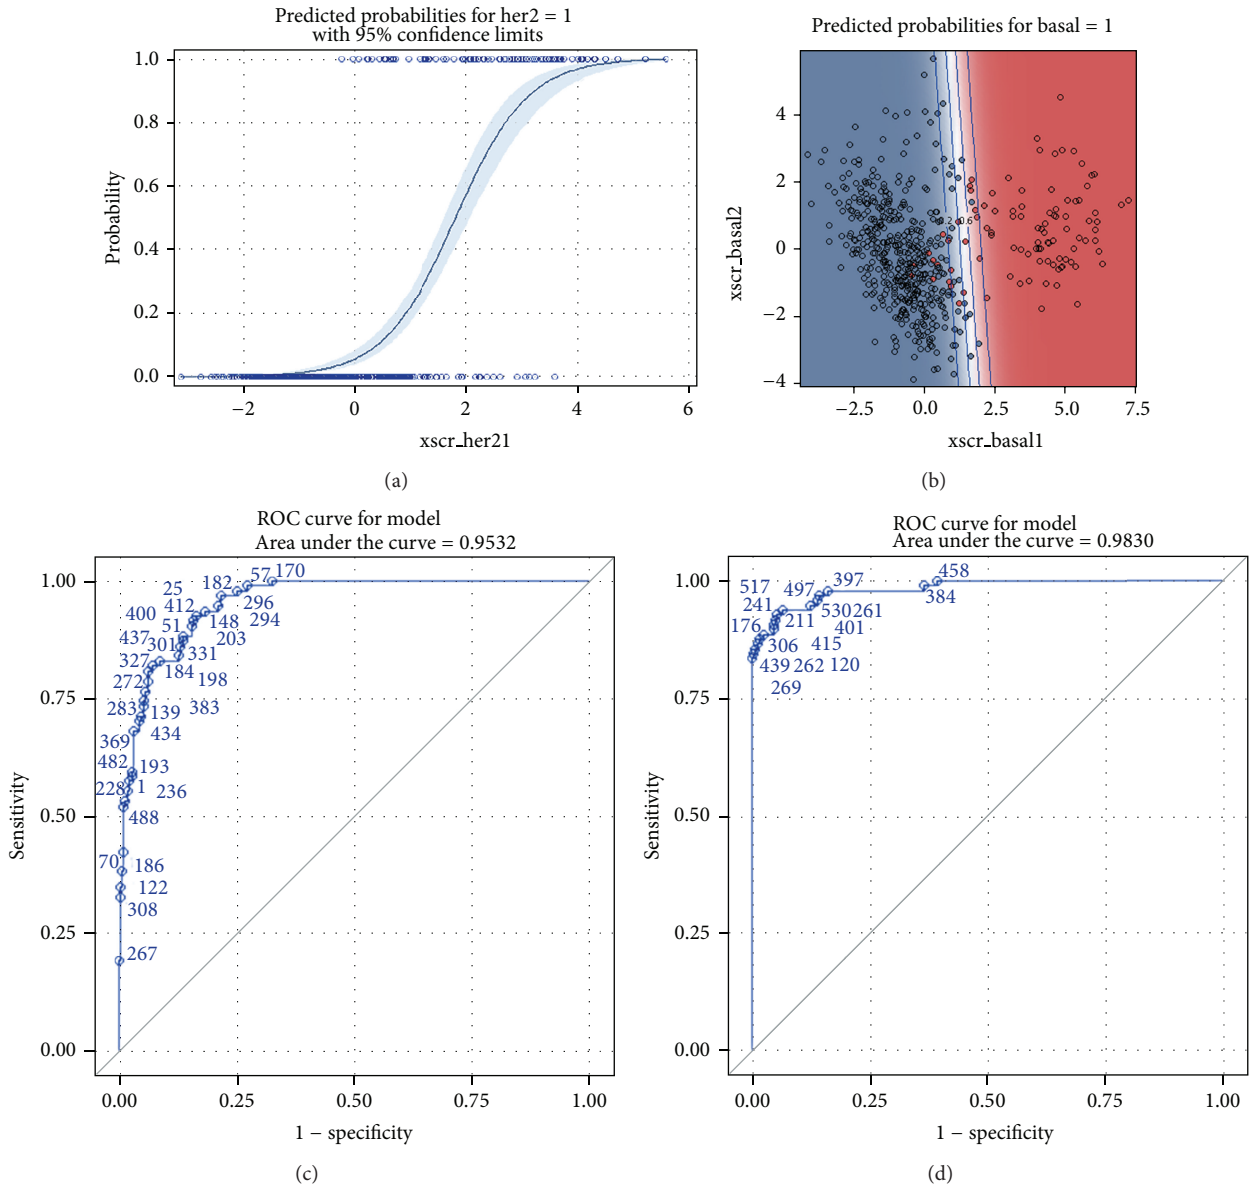 Predicted probabilities for her2 = 1
with 95% confidence limits
1.0
0.8
0.6
0.4
0.2
0.0
Probability
−2
0
2
4
6
xscr_her21
(a)
Predicted probabilities for basal = 1
4
2
0
−2
−4
xscr_basal2
0.6
−2.5
0.0
2.5
5.0
7.5
xscr_basal1
(b)
ROC curve for model
Area under the curve = 0.9532
1.00
0.75
0.50
0.25
0.00
Sensitivity
57 170
25 182
296
400 412
148 294
51
203
437 301
331
327
184 198
272
283 139 383
434
369
482 193
228 1 236
488
70 186
122
308
267
0.00
0.25
0.50
0.75
1.00
1 − specificity
(c)
ROC curve for model
Area under the curve = 0.9830
1.00
0.75
0.50
0.25
0.00
Sensitivity
458
517 497 397
384
241 530 261
176 211 401
306 415
439 262 120
269
0.00
0.25
0.50
0.75
1.00
1 − specificity
(d)